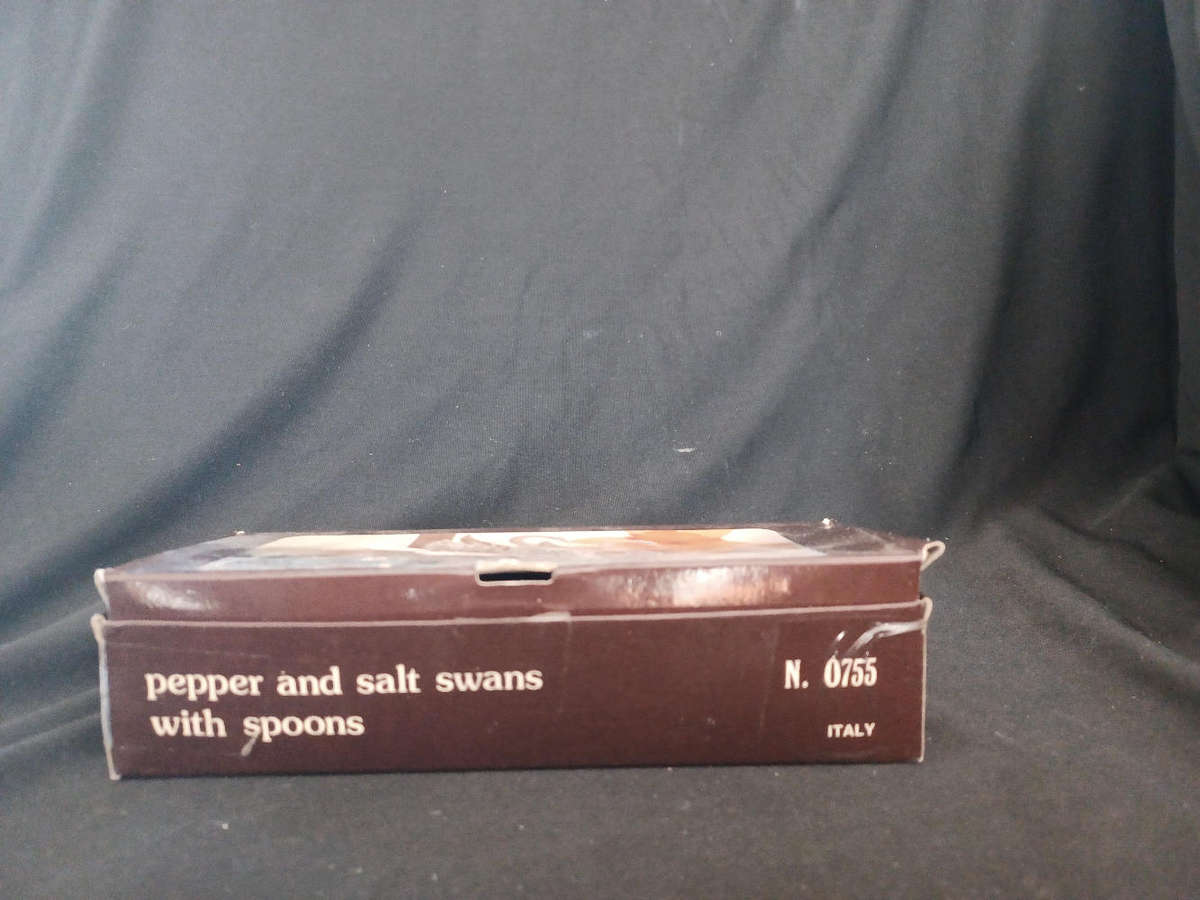 pepper and salt swans
with spoons
N. 0755
ITALY